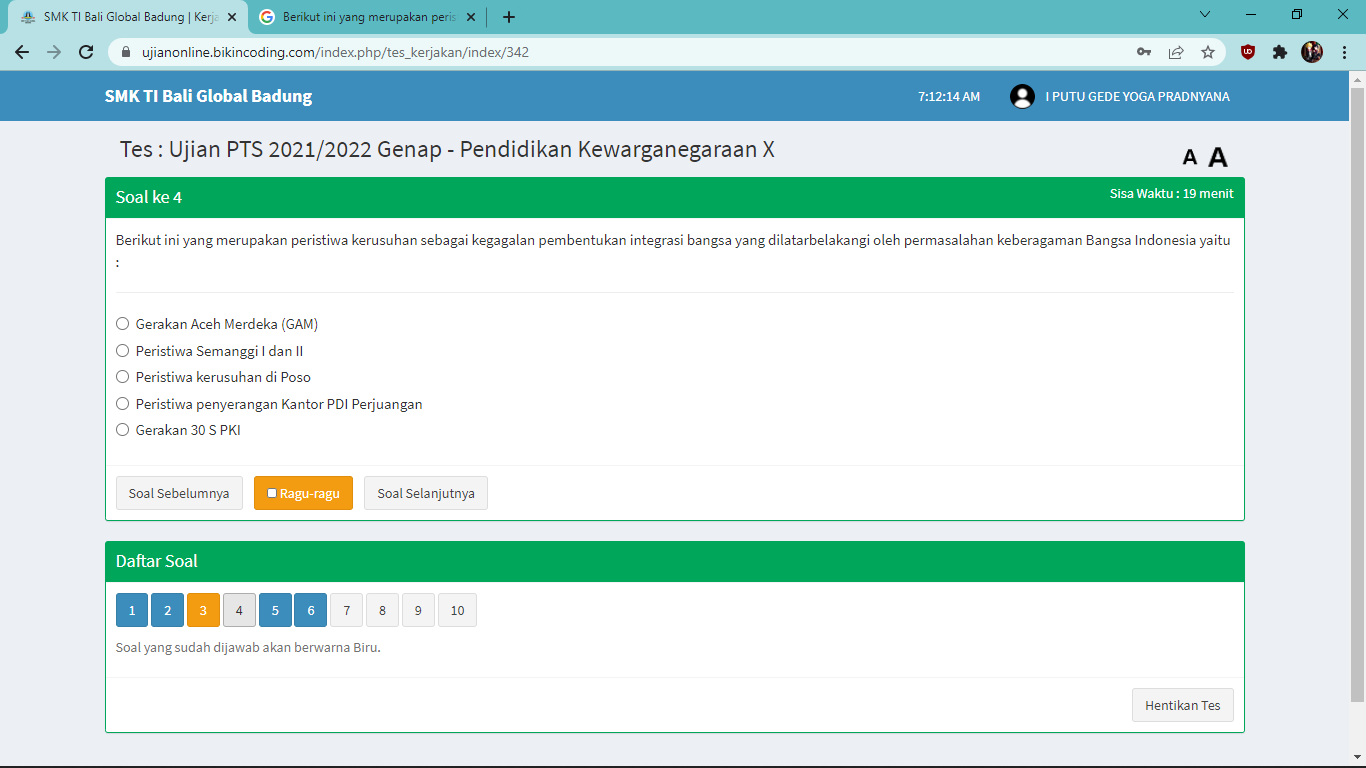 SMK TI Bali Global Badung | Kerja
Berikut ini yang merupakan peris
ujianonline.bikincoding.com/index.php/tes_kerjakan/index/342
SMK TI Bali Global Badung
7:12:14 AM
I PUTU GEDE YOGA PRADNYANA
Tes : Ujian PTS 2021/2022 Genap - Pendidikan Kewarganegaraan X
A A
Soal ke 4
Sisa Waktu : 19 menit
Berikut ini yang merupakan peristiwa kerusuhan sebagai kegagalan pembentukan integrasi bangsa yang dilatarbelakangi oleh permasalahan keberagaman Bangsa Indonesia yaitu
:
Gerakan Aceh Merdeka (GAM)
Peristiwa Semanggi I dan II
Peristiwa kerusuhan di Poso
Peristiwa penyerangan Kantor PDI Perjuangan
Gerakan 30 S PKI
Soal Sebelumnya
Ragu-ragu
Soal Selanjutnya
Daftar Soal
1 2 3 4 5 6 7 8 9 10
Soal yang sudah dijawab akan berwarna Biru.
Hentikan Tes